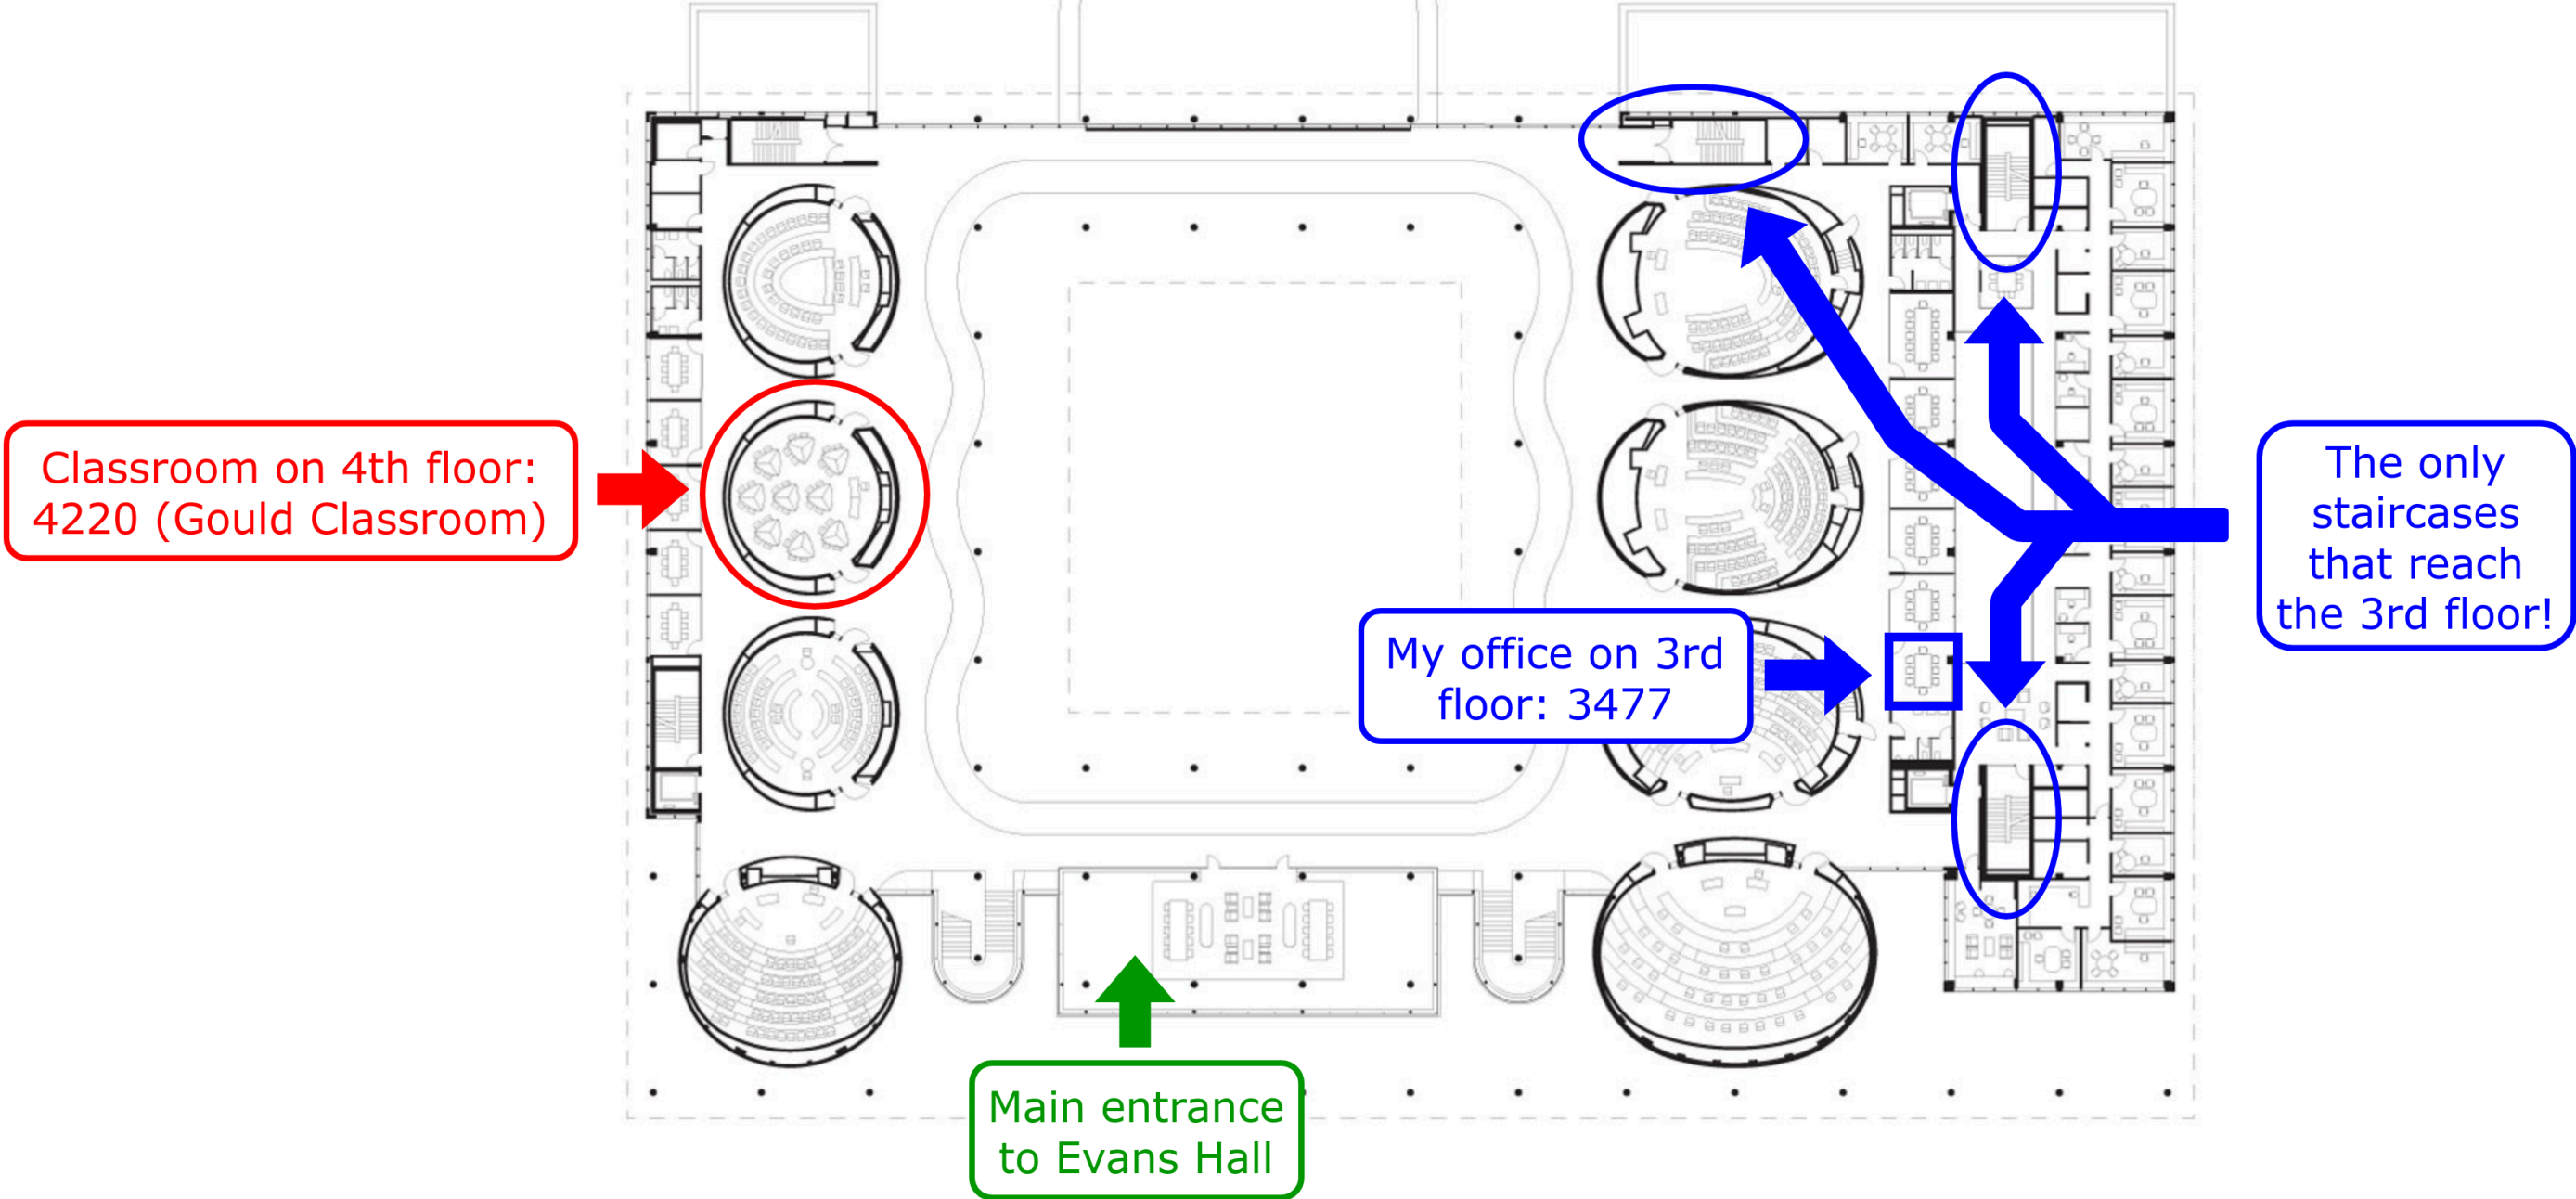 Classroom on 4th floor:
4220 (Gould Classroom)
The only
staircases
that reach
the 3rd floor!
My office on 3rd
floor: 3477
Main entrance
to Evans Hall